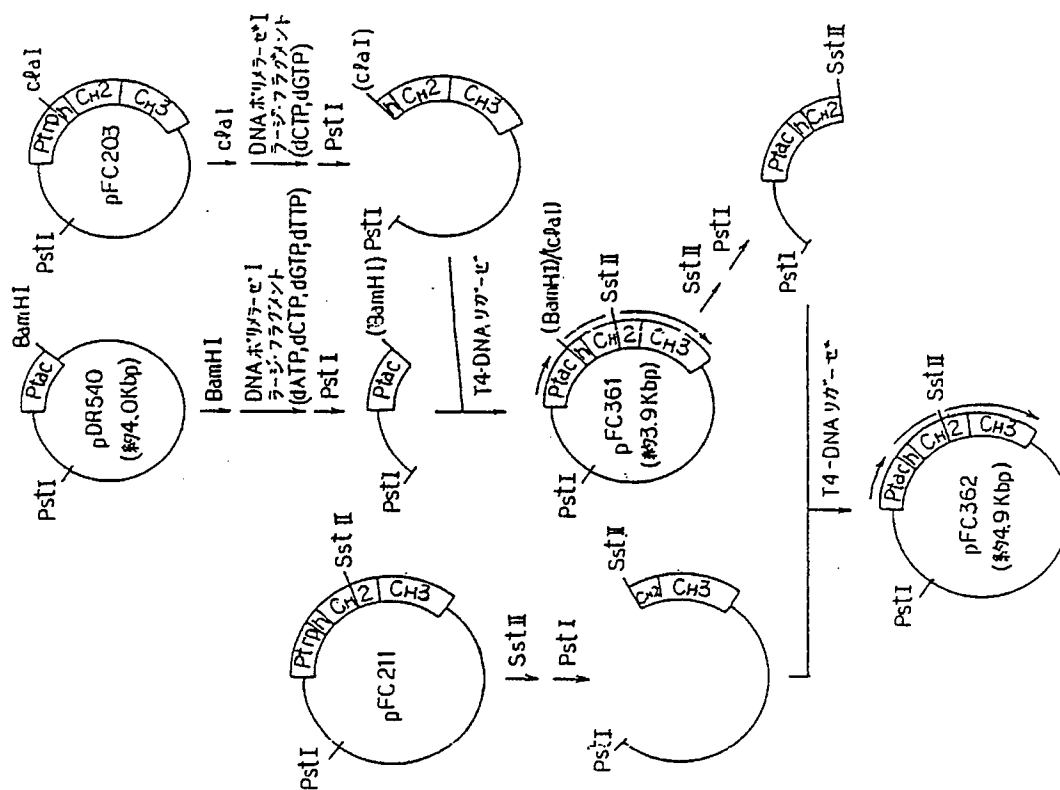 PstI
BamHI
Ptac
pDR540
(約4.0Kbp)
BamHI
DNAポリメラーゼI
ラージ・フラグメント
(dATP,dCTP,dGTP,dTTP)
PstI
PstI
Ptac
(BamHI)
PstI
Ptrp
h
CH2
CH3
claI
pFC203
claI
DNAポリメラーゼI
ラージ・フラグメント
(dCTP,dGTP)
PstI
PstI
(claI)
h
CH2
CH3
T4-DNAリガーゼ
PstI
Ptac
h
CH
2
CH3
(BamHI)/(claI)
SstII
pFC361
(約3.9Kbp)
SstII
PstI
PstI
Ptac
h
CH2
SstII
PstI
Ptrp
h
CH
2
CH3
SstII
pFC211
SstII
PstI
PstI
SstII
CH2
CH3
T4-DNAリガーゼ
PstI
Ptac
h
CH
2
CH3
SstII
pFC362
(約4.9Kbp)